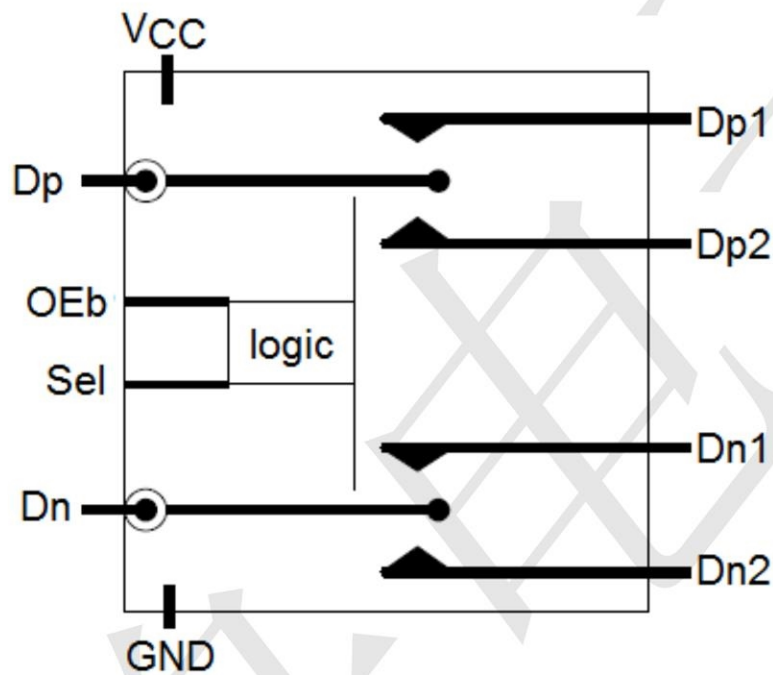 VCC
Dp1
Dp
Dp2
OEb
logic
Sel
Dn1
Dn
Dn2
GND